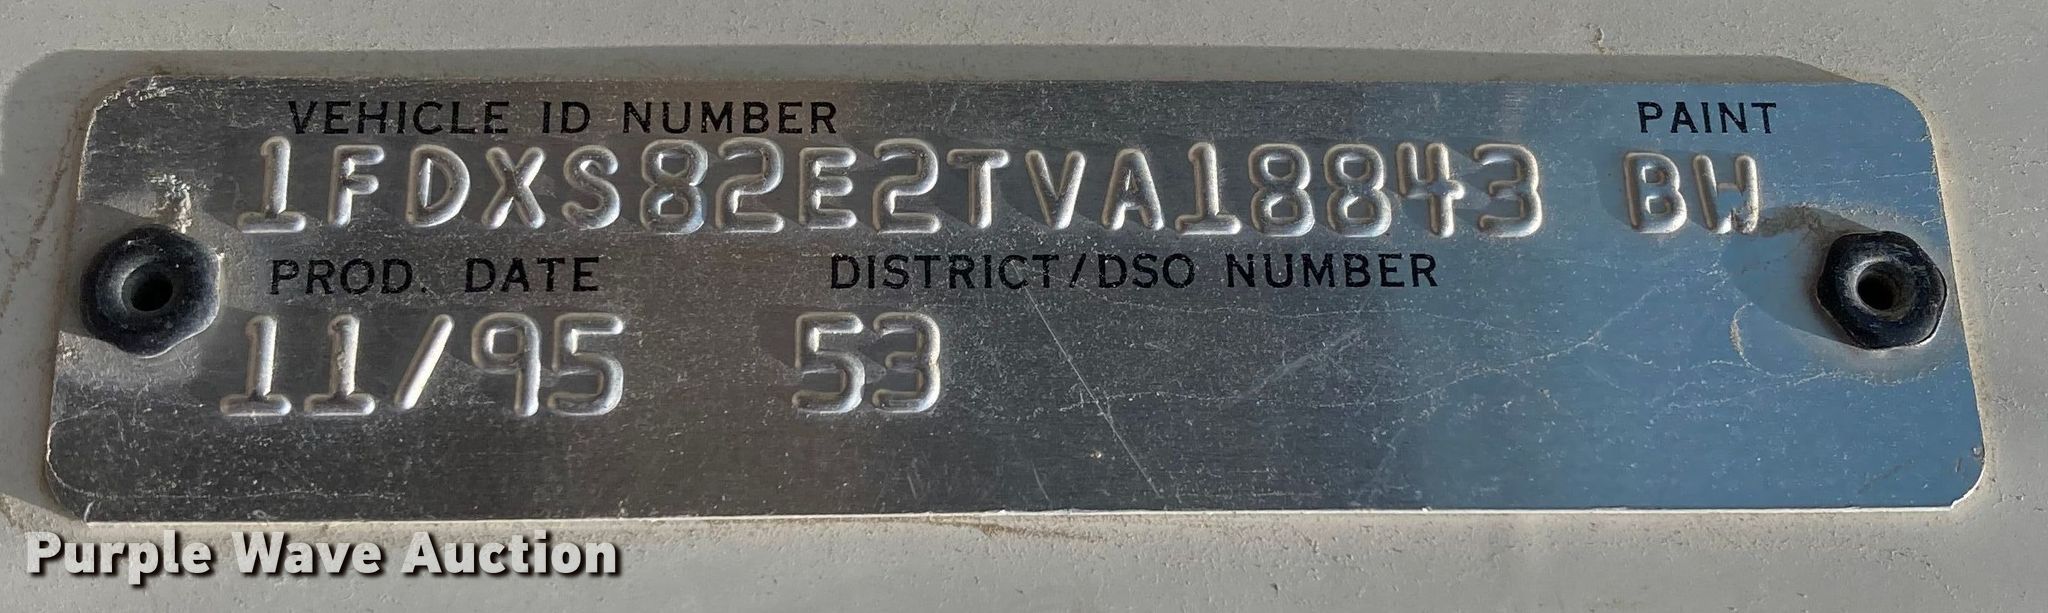 VEHICLE ID NUMBER PAINT
1FDXS82E2TVA18843 BW
PROD. DATE DISTRICT/DSO NUMBER
11/95 53
Purple Wave Auction